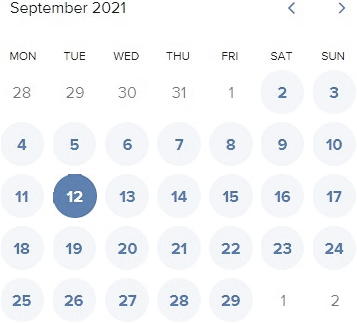 September 2021
MON TUE WED THU FRI SAT SUN
28 29 30 31 1 2 3
4 5 6 7 8 9 10
11 12 13 14 15 16 17
18 19 20 21 22 23 24
25 26 27 28 29 1 2